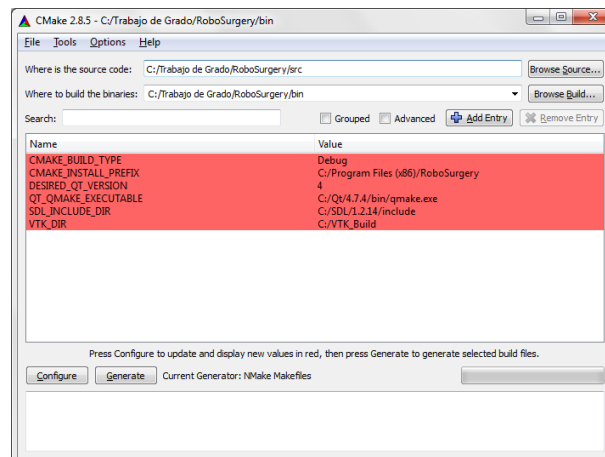 CMake 2.8.5 - C:/Trabajo de Grado/RoboSurgery/bin
File Tools Options Help
Where is the source code: C:/Trabajo de Grado/RoboSurgery/src Browse Source...
Where to build the binaries: C:/Trabajo de Grado/RoboSurgery/bin Browse Build...
Search: Grouped Advanced Add Entry Remove Entry
Name Value
CMAKE_BUILD_TYPE Debug
CMAKE_INSTALL_PREFIX C:/Program Files (x86)/RoboSurgery
DESIRED_QT_VERSION 4
QT_QMAKE_EXECUTABLE C:/Qt/4.7.4/bin/qmake.exe
SDL_INCLUDE_DIR C:/SDL/1.2.14/include
VTK_DIR C:/VTK_Build
Press Configure to update and display new values in red, then press Generate to generate selected build files.
Configure Generate Current Generator: NMake Makefiles